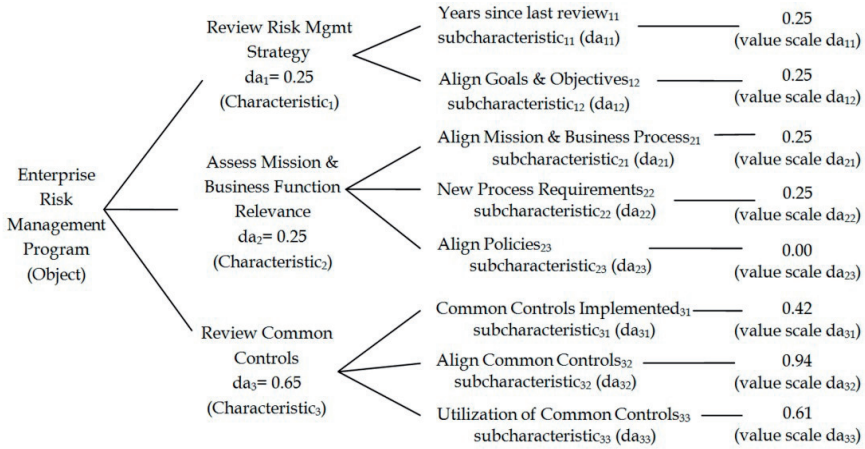 Enterprise
Risk
Management
Program
(Object)
Review Risk Mgmt
Strategy
da₁= 0.25
(Characteristic₁)
Years since last review₁₁
subcharacteristic₁₁ (da₁₁)
0.25
(value scale da₁₁)
Align Goals & Objectives₁₂
subcharacteristic₁₂ (da₁₂)
0.25
(value scale da₁₂)
Assess Mission &
Business Function
Relevance
da₂= 0.25
(Characteristic₂)
Align Mission & Business Process₂₁
subcharacteristic₂₁ (da₂₁)
0.25
(value scale da₂₁)
New Process Requirements₂₂
subcharacteristic₂₂ (da₂₂)
0.25
(value scale da₂₂)
Align Policies₂₃
subcharacteristic₂₃ (da₂₃)
0.00
(value scale da₂₃)
Review Common
Controls
da₃= 0.65
(Characteristic₃)
Common Controls Implemented₃₁
subcharacteristic₃₁ (da₃₁)
0.42
(value scale da₃₁)
Align Common Controls₃₂
subcharacteristic₃₂ (da₃₂)
0.94
(value scale da₃₂)
Utilization of Common Controls₃₃
subcharacteristic₃₃ (da₃₃)
0.61
(value scale da₃₃)